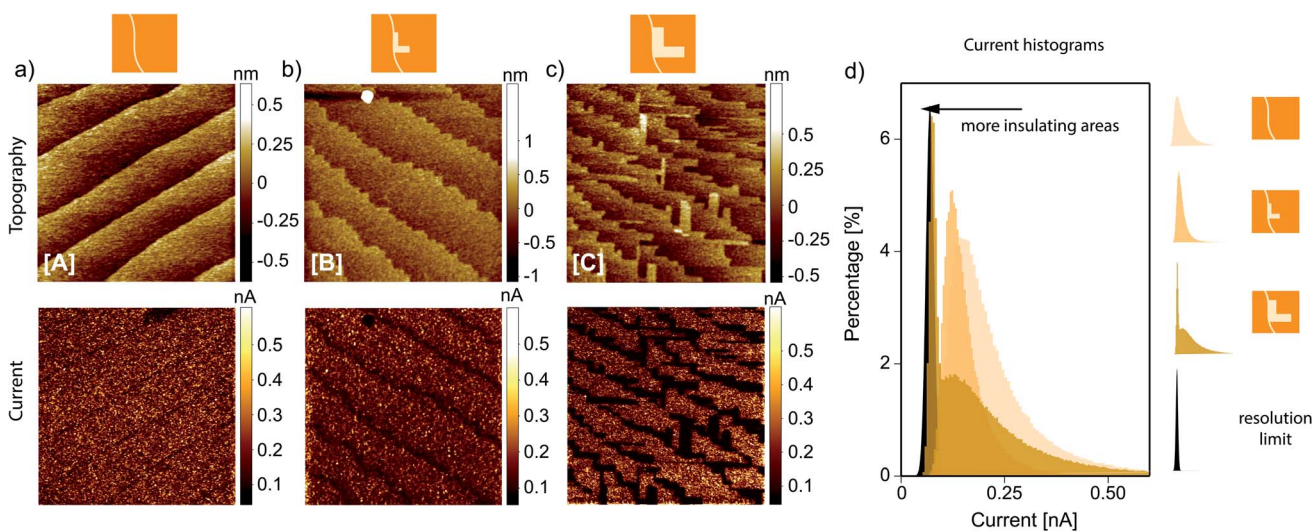 a)
nm
0.5
0.25
0
-0.25
-0.5
[A]
Topography
b)
nm
1
0.5
0
-0.5
-1
[B]
c)
nm
0.5
0.25
0
-0.25
-0.5
[C]
Current
nA
0.5
0.4
0.3
0.2
0.1
nA
0.5
0.4
0.3
0.2
0.1
nA
0.5
0.4
0.3
0.2
0.1
Current histograms
d)
more insulating areas
Percentage [%]
6
4
2
0
0
0.25
0.50
Current [nA]
resolution
limit